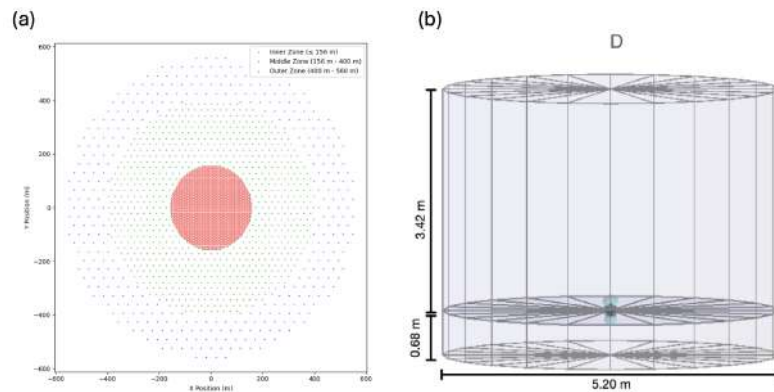 (a)
Inner Zone (≤ 156 m)
Middle Zone (156 m - 400 m)
Outer Zone (400 m - 560 m)
600
400
200
0
−200
−400
−600
Y Position [m]
−600
−400
−200
0
200
400
600
X Position [m]
(b)
D
3.42 m
0.68 m
5.20 m